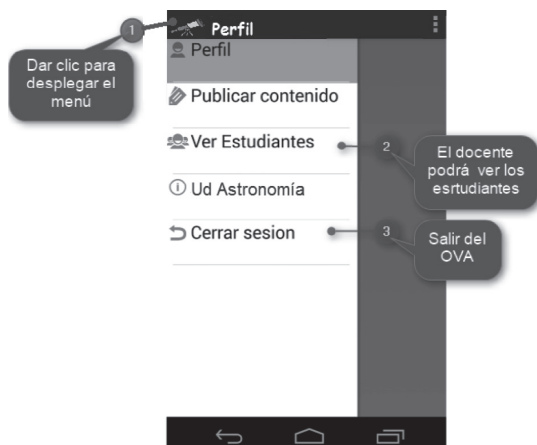 1
Perfil
Dar clic para
desplegar el
menú
Perfil
Publicar contenido
Ver Estudiantes
2
El docente
podrá ver los
esrtudiantes
Ud Astronomía
Cerrar sesion
3
Salir del
OVA